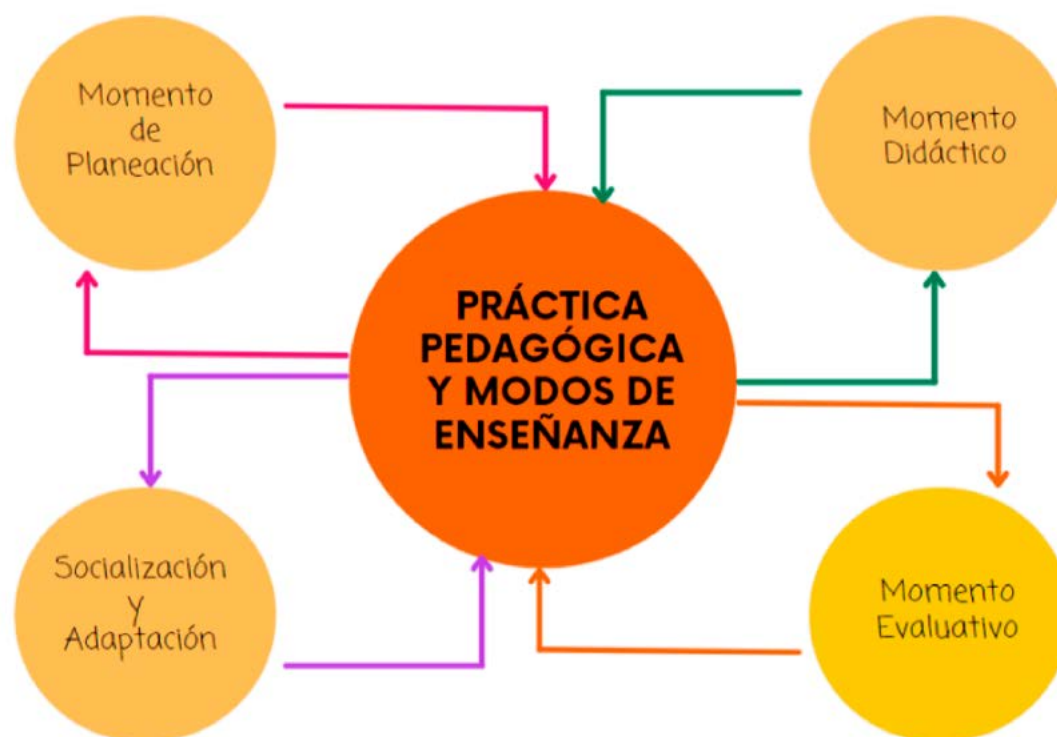 Momento
de
Planeación
Momento
Didáctico
PRÁCTICA
PEDAGÓGICA
Y MODOS DE
ENSEÑANZA
Socialización
y
Adaptación
Momento
Evaluativo